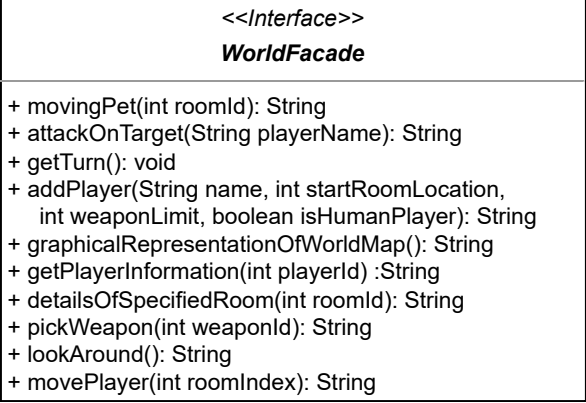 <<Interface>>
WorldFacade
+ movingPet(int roomId): String
+ attackOnTarget(String playerName): String
+ getTurn(): void
+ addPlayer(String name, int startRoomLocation,
int weaponLimit, boolean isHumanPlayer): String
+ graphicalRepresentationOfWorldMap(): String
+ getPlayerInformation(int playerId) :String
+ detailsOfSpecifiedRoom(int roomId): String
+ pickWeapon(int weaponId): String
+ lookAround(): String
+ movePlayer(int roomIndex): String